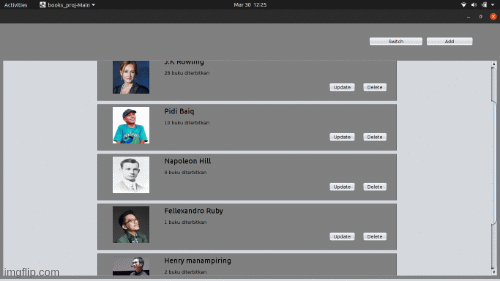 Activities
books_proj-Main
Mar 30 12:25
Switch
Add
J.K Rowling
28 buku diterbitkan
Update Delete
Pidi Baiq
10 buku diterbitkan
Update Delete
Napoleon Hill
8 buku diterbitkan
Update Delete
Fellexandro Ruby
1 buku diterbitkan
Update Delete
Henry manampiring
2 buku diterbitkan
imgflip.com